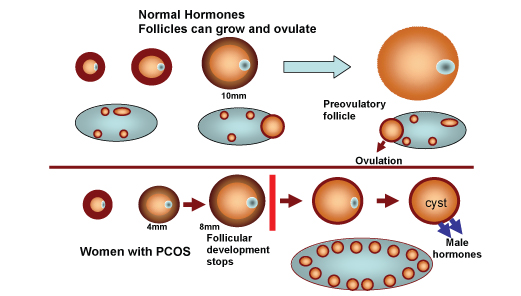 Normal Hormones
Follicles can grow and ovulate
10mm
Preovulatory
follicle
Ovulation
4mm
8mm
Follicular
development
stops
cyst
Women with PCOS
Male
hormones